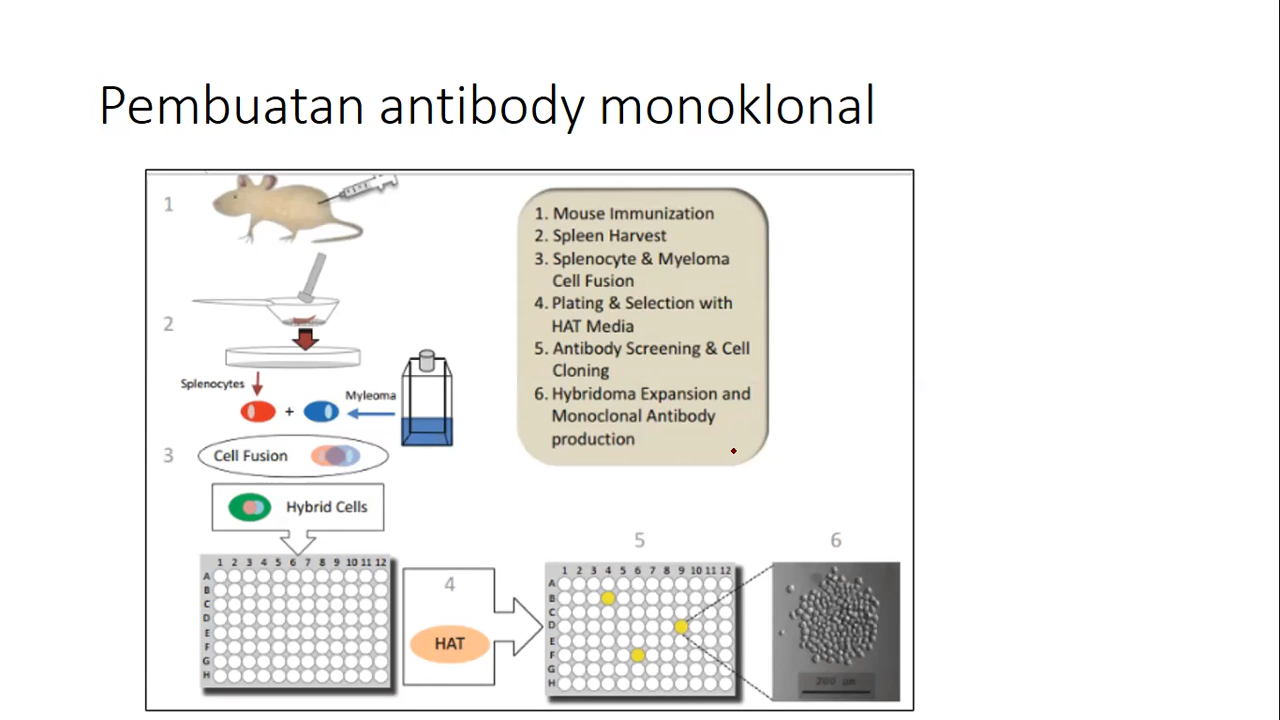 Pembuatan antibody monoklonal
1
1. Mouse Immunization
2. Spleen Harvest
3. Splenocyte & Myeloma
Cell Fusion
4. Plating & Selection with
HAT Media
5. Antibody Screening & Cell
Cloning
6. Hybridoma Expansion and
Monoclonal Antibody
production
2
Splenocytes
+
Myleoma
3
Cell Fusion
Hybrid Cells
1 2 3 4 5 6 7 8 9 10 11 12
A
B
C
D
E
F
G
H
4
HAT
5
1 2 3 4 5 6 7 8 9 10 11 12
A
B
C
D
E
F
G
H
6
200 µm